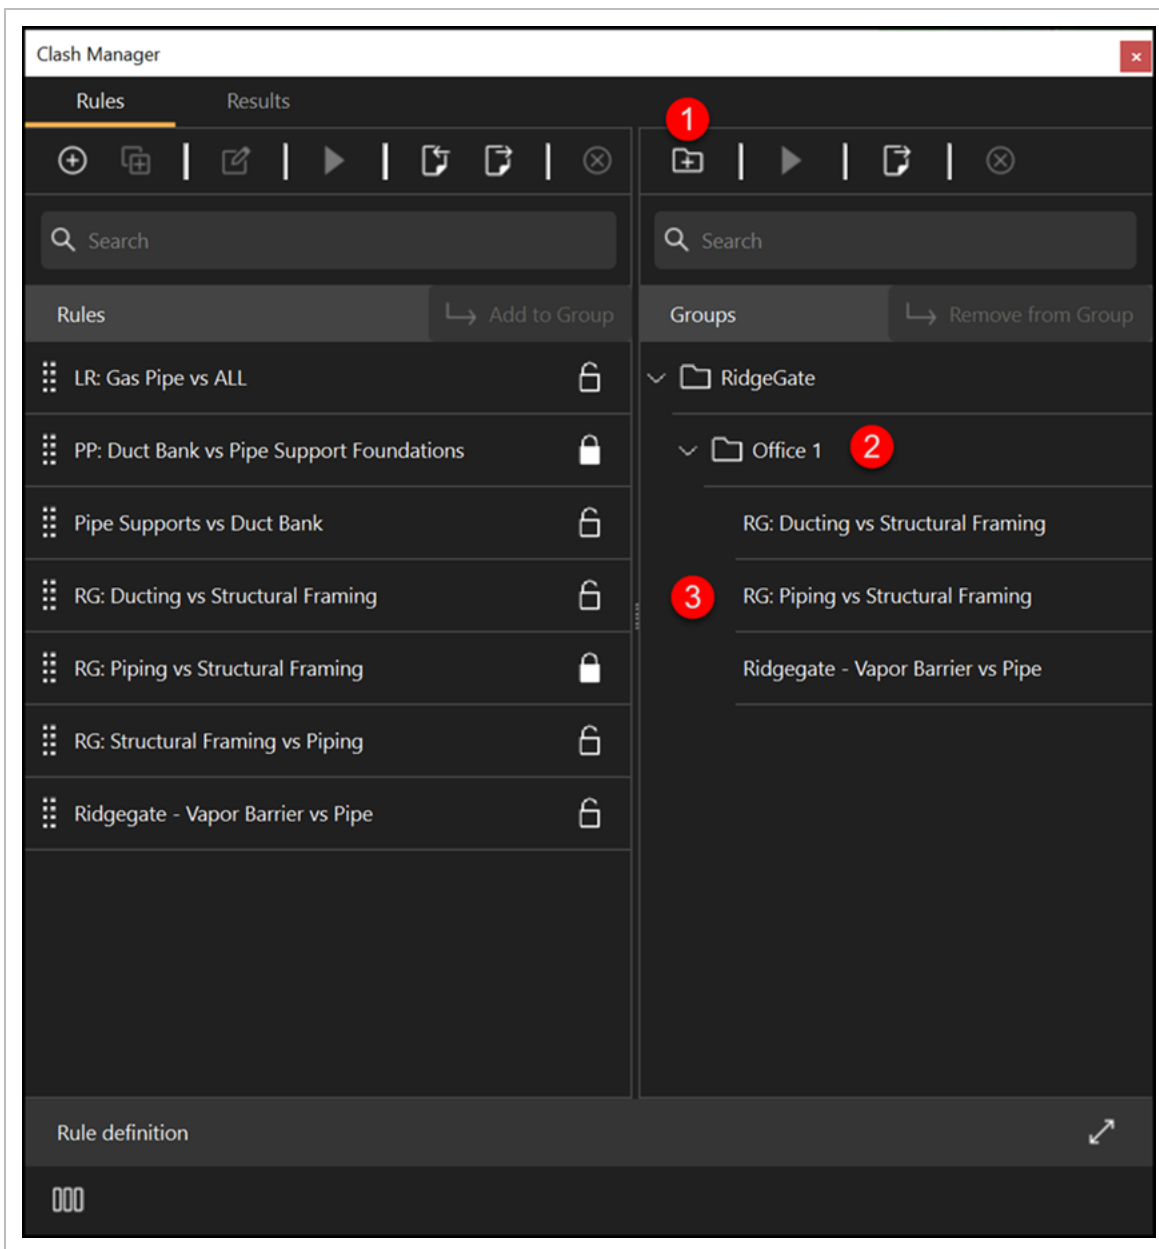 Clash Manager
Rules Results
1
Search
Search
Rules Add to Group
Groups Remove from Group
LR: Gas Pipe vs ALL
PP: Duct Bank vs Pipe Support Foundations
Pipe Supports vs Duct Bank
RG: Ducting vs Structural Framing
RG: Piping vs Structural Framing
RG: Structural Framing vs Piping
Ridgegate - Vapor Barrier vs Pipe
RidgeGate
Office 1 2
RG: Ducting vs Structural Framing
3 RG: Piping vs Structural Framing
Ridgegate - Vapor Barrier vs Pipe
Rule definition